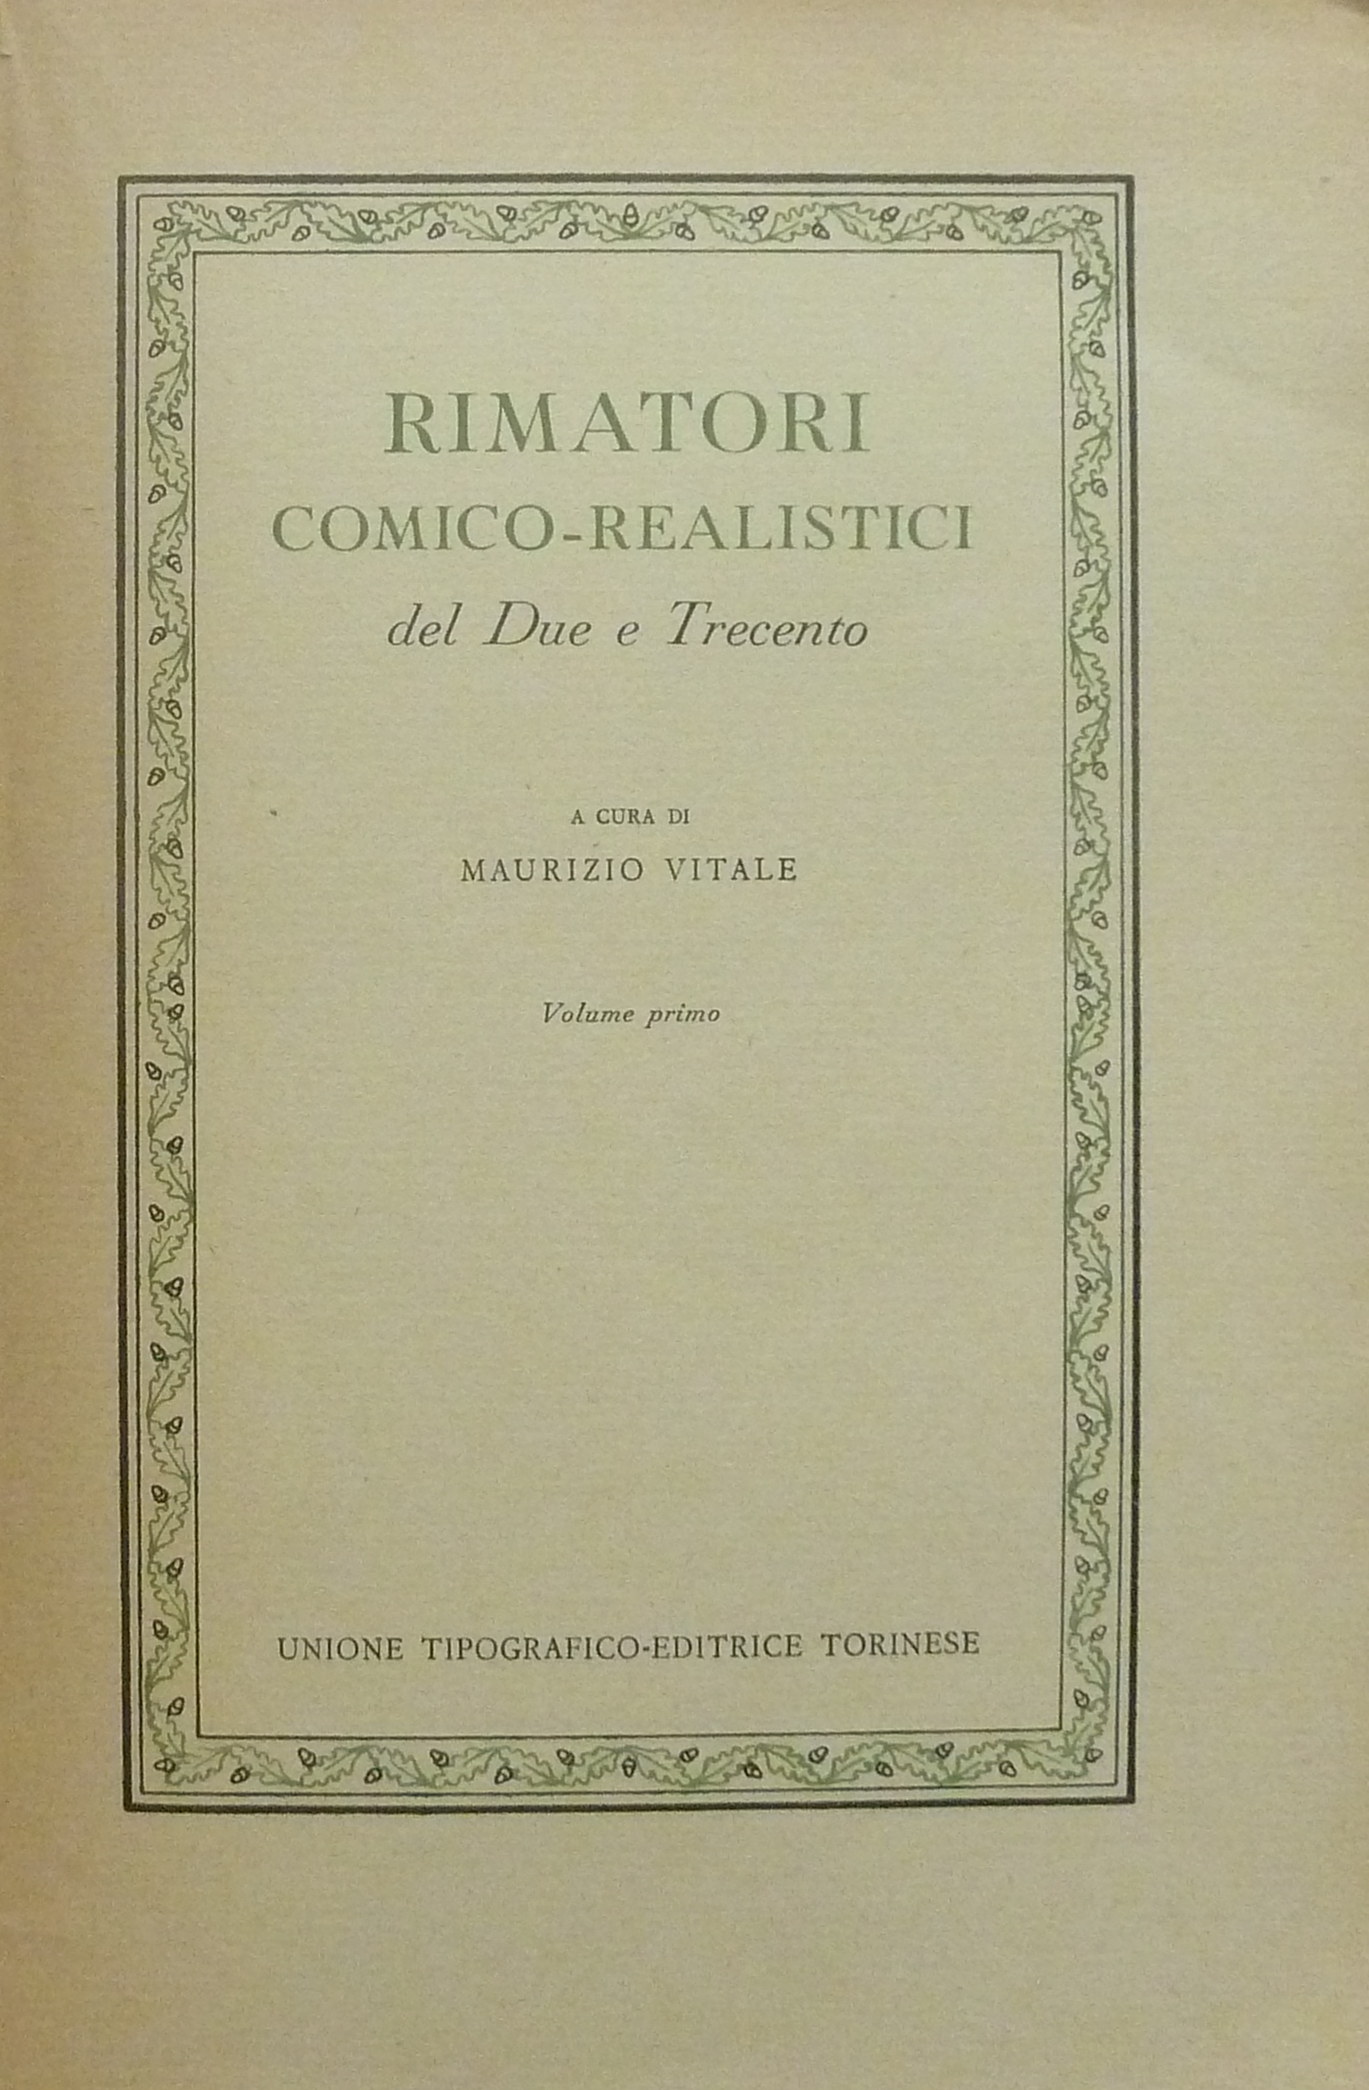 RIMATORI
COMICO-REALISTICI
del Due e Trecento
A CURA DI
MAURIZIO VITALE
Volume primo
UNIONE TIPOGRAFICO-EDITRICE TORINESE